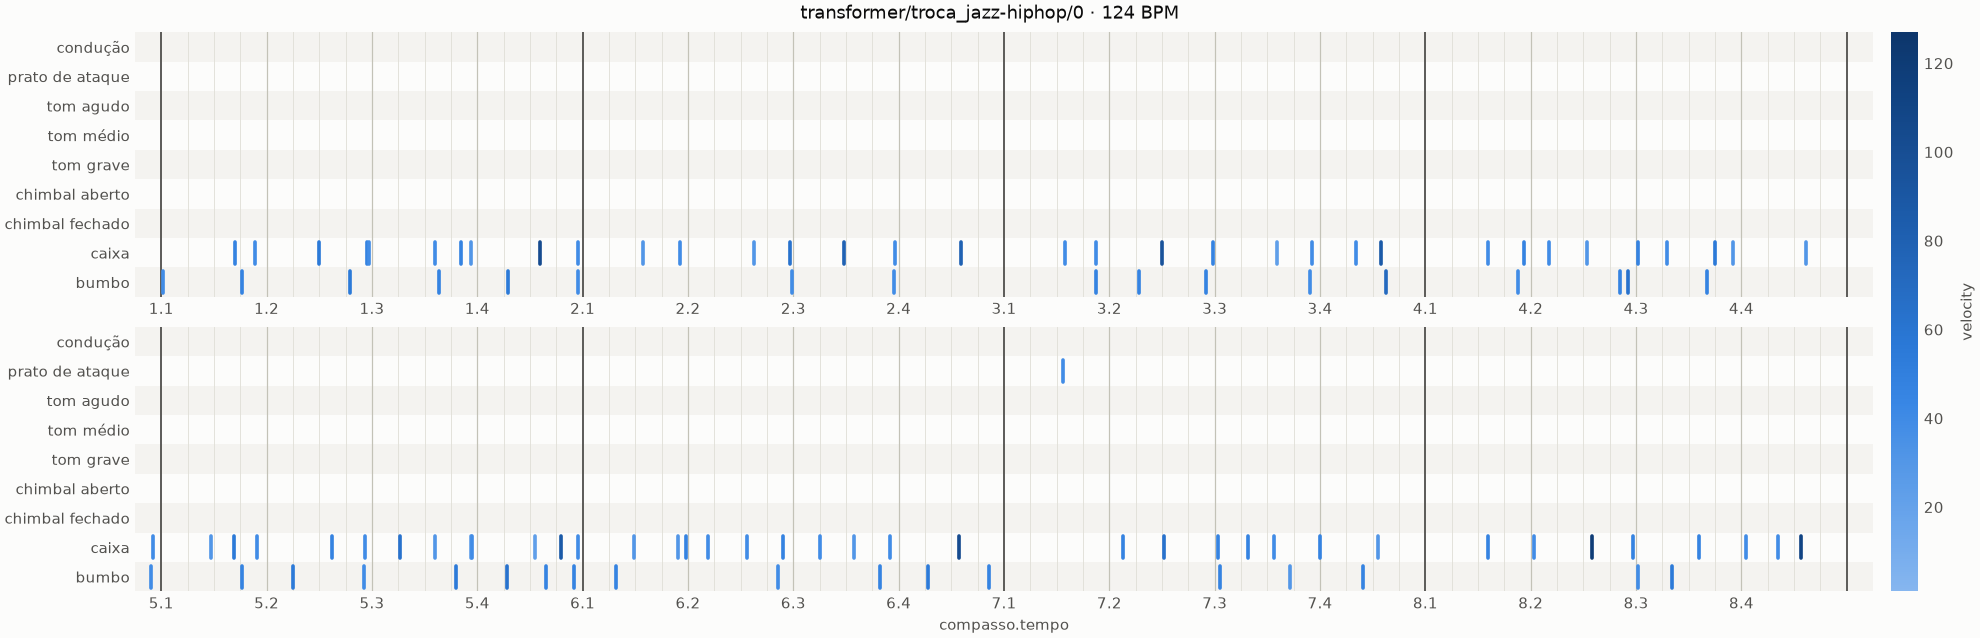 transformer/troca_jazz-hiphop/0 · 124 BPM
condução
prato de ataque
tom agudo
tom médio
tom grave
chimbal aberto
chimbal fechado
caixa
bumbo
1.1 1.2 1.3 1.4 2.1 2.2 2.3 2.4 3.1 3.2 3.3 3.4 4.1 4.2 4.3 4.4
condução
prato de ataque
tom agudo
tom médio
tom grave
chimbal aberto
chimbal fechado
caixa
bumbo
5.1 5.2 5.3 5.4 6.1 6.2 6.3 6.4 7.1 7.2 7.3 7.4 8.1 8.2 8.3 8.4
compasso.tempo
120
100
80
60
40
20
velocity